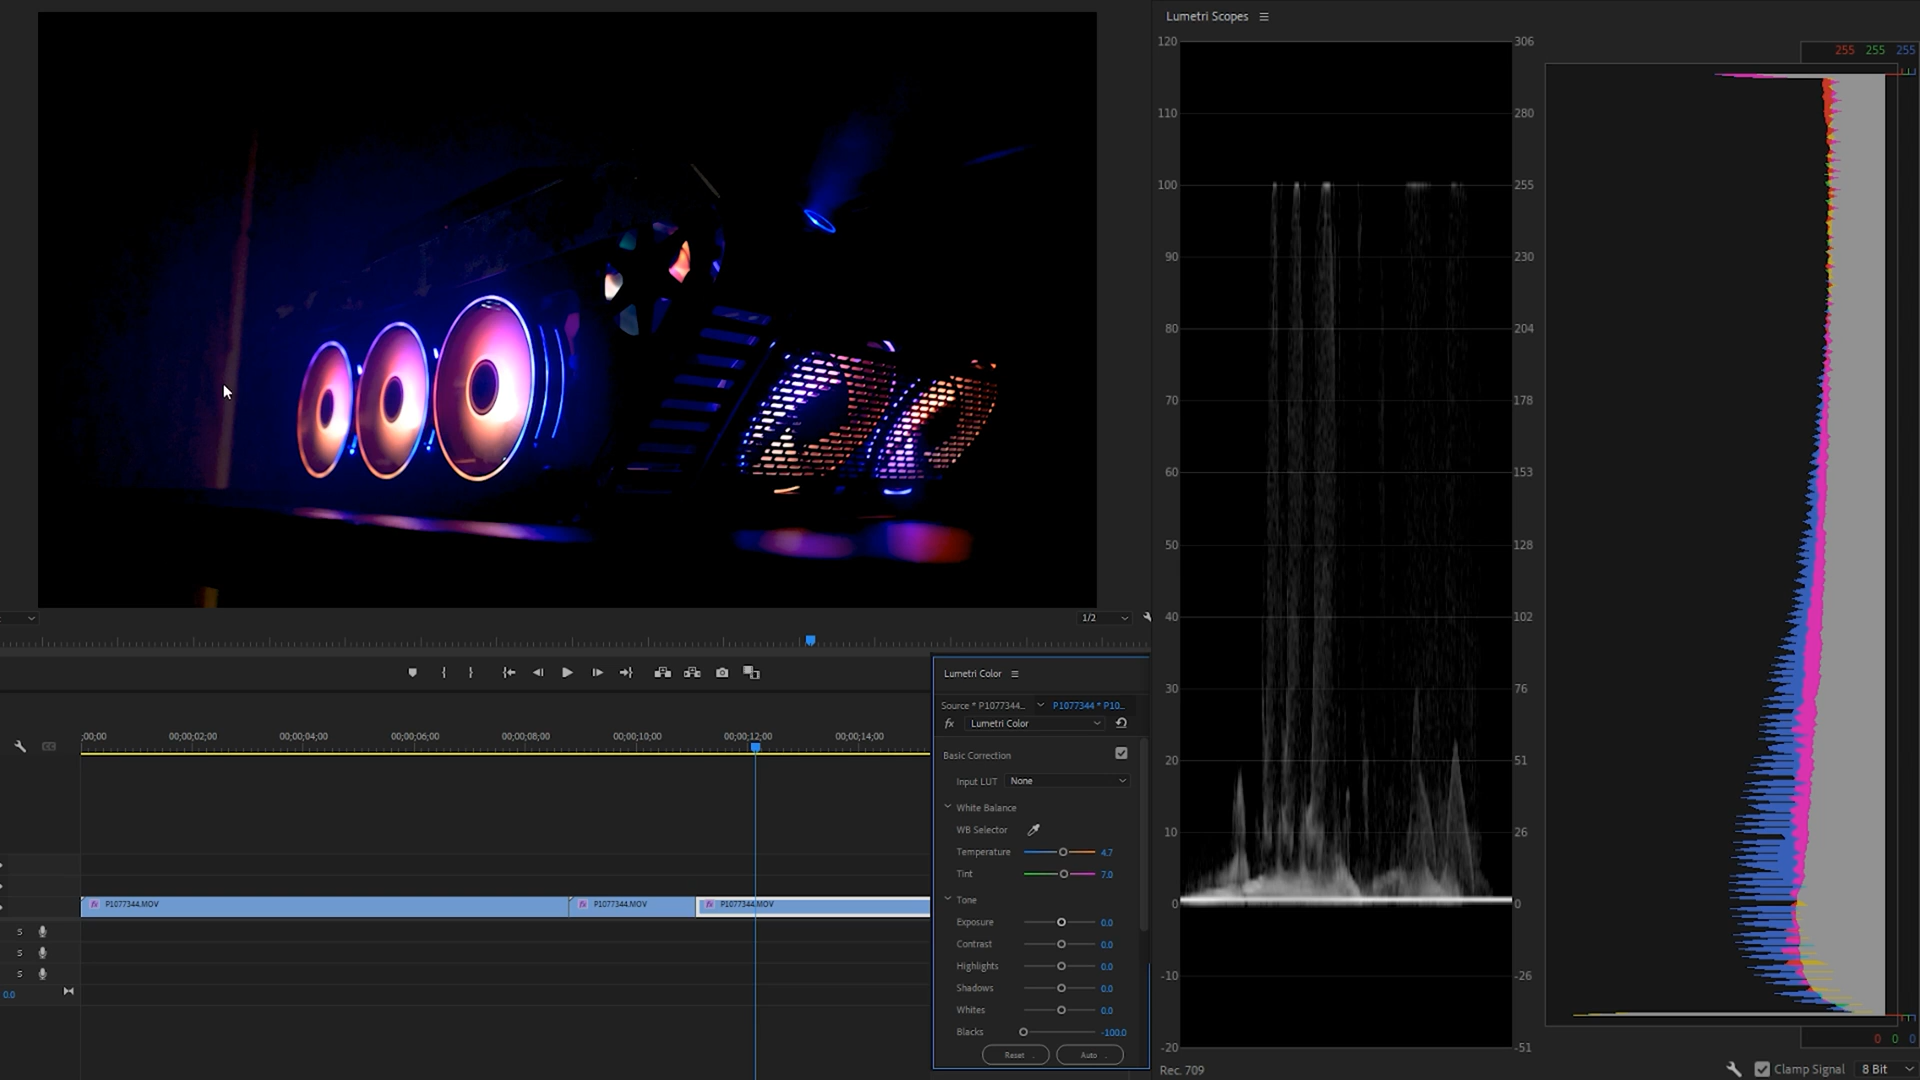 Lumetri Scopes
120 306
255 255 255
110 280
100 255
90 230
80 204
70 178
60 153
50 128
40 102
30 76
20 51
10 26
0 0
-10 -26
-20 -51
0 0 0
Rec. 709
Clamp Signal 8 Bit
1/2
;00;00 00;00;02;00 00;00;04;00 00;00;06;00 00;00;08;00 00;00;10;00 00;00;12;00 00;00;14;00
fx P1077344.MOV fx P1077344.MOV fx P1077344.MOV
S
S
S
0.0
Lumetri Color
Source * P1077344... P1077344 * P10...
fx Lumetri Color
Basic Correction
Input LUT None
White Balance
WB Selector
Temperature 4.7
Tint 7.0
Tone
Exposure 0.0
Contrast 0.0
Highlights 0.0
Shadows 0.0
Whites 0.0
Blacks -100.0
Reset Auto